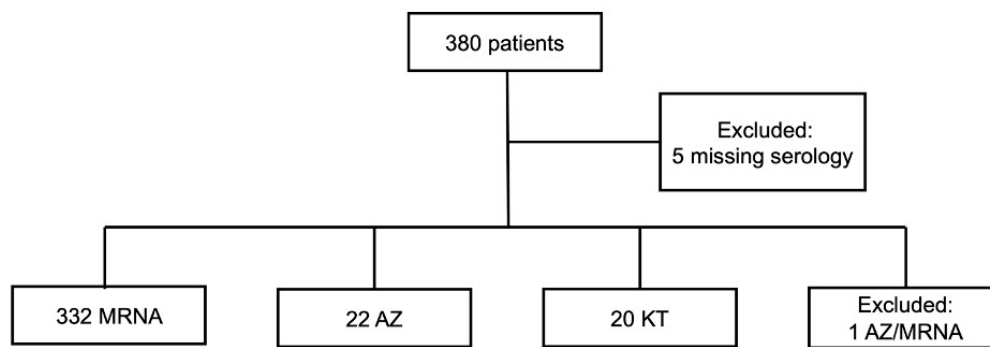 380 patients
Excluded:
5 missing serology
332 MRNA
22 AZ
20 KT
Excluded:
1 AZ/MRNA